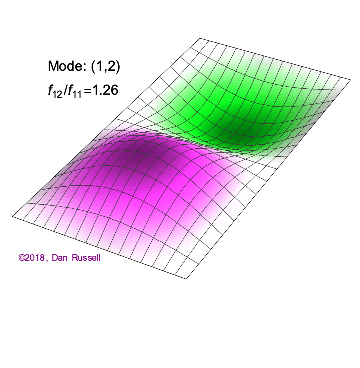 Mode: (1,2)
f12/f11=1.26
©2018, Dan Russell